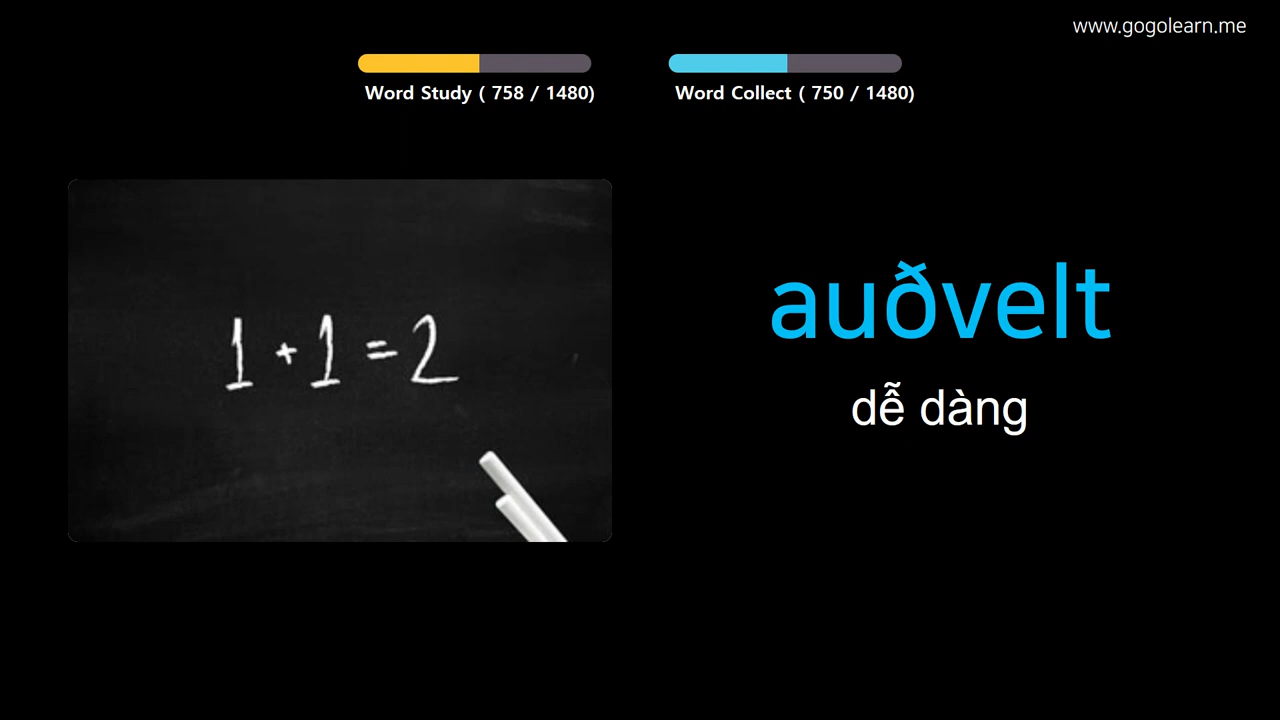 www.gogolearn.me
Word Study ( 758 / 1480)
Word Collect ( 750 / 1480)
1 + 1 = 2
auðvelt
dễ dàng